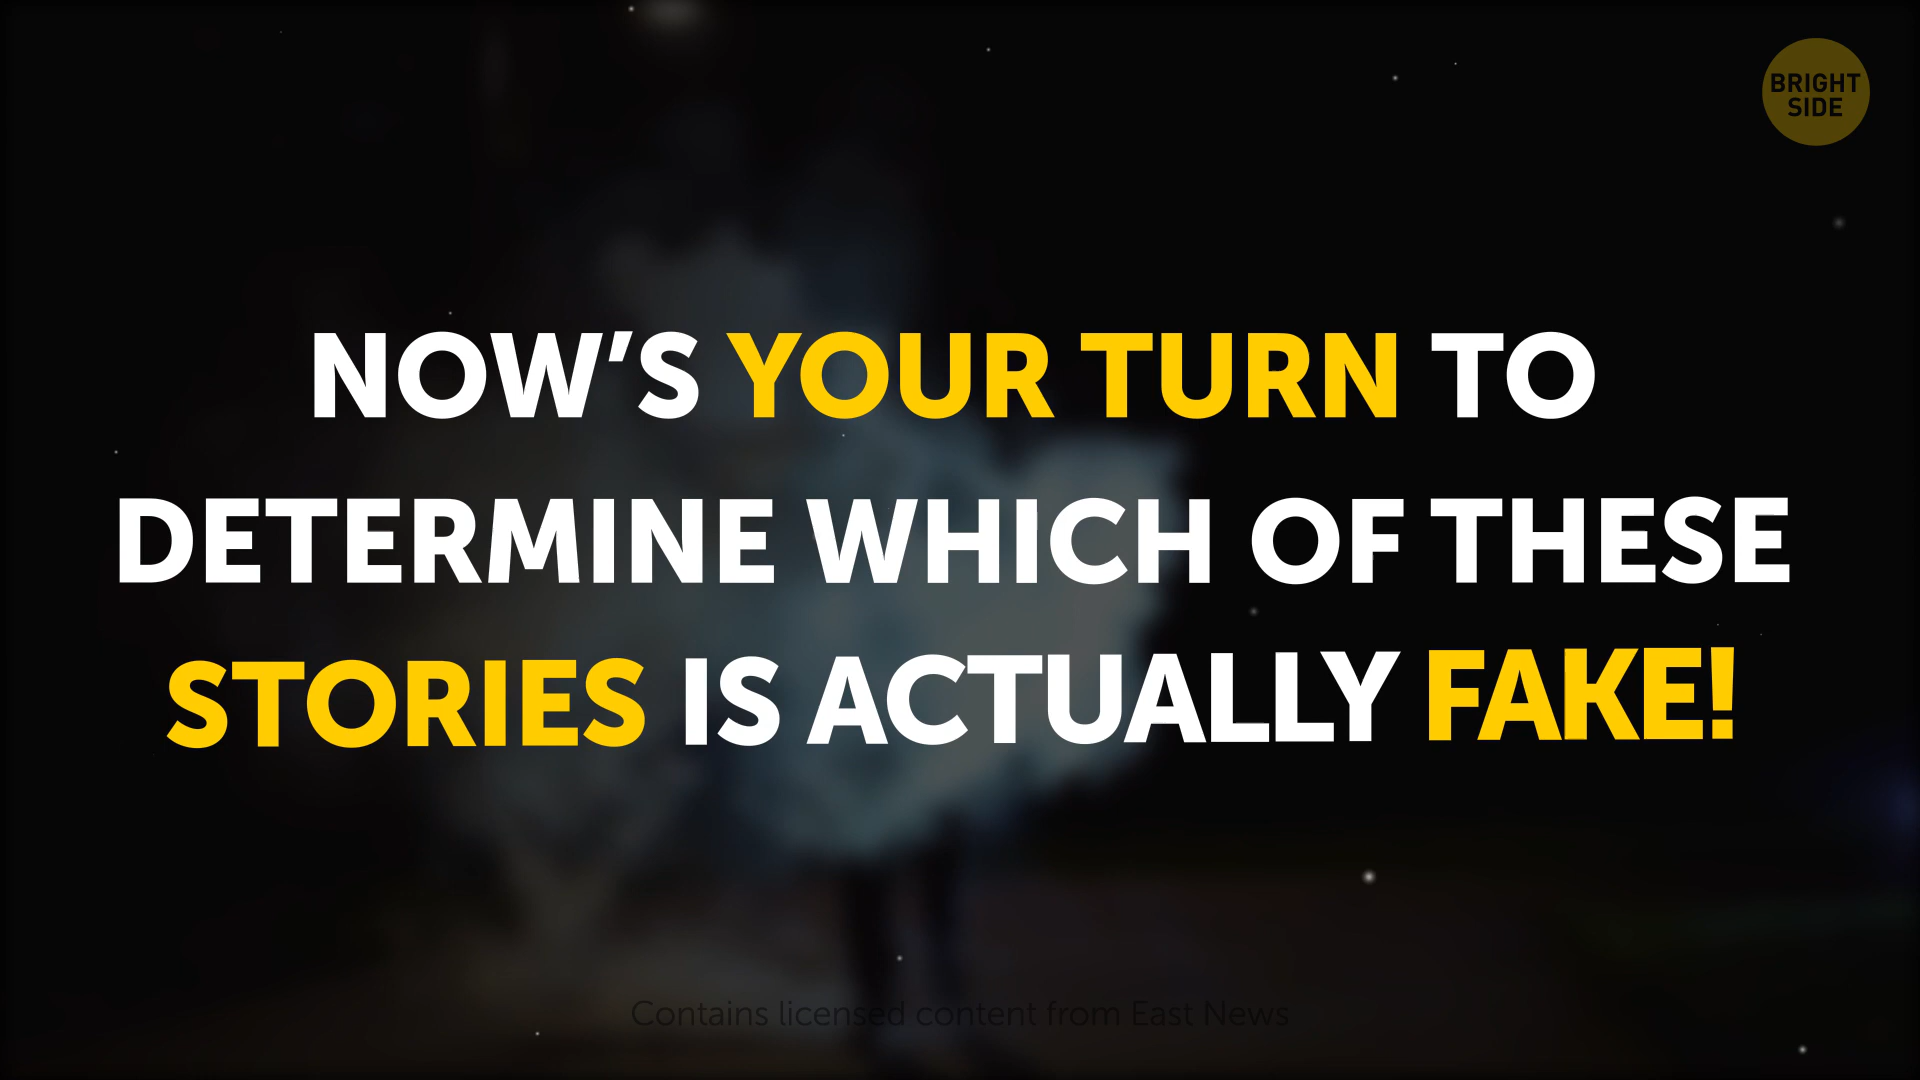 BRIGHT
SIDE
NOW'S YOUR TURN TO
DETERMINE WHICH OF THESE
STORIES IS ACTUALLY FAKE!
Contains licensed content from East News